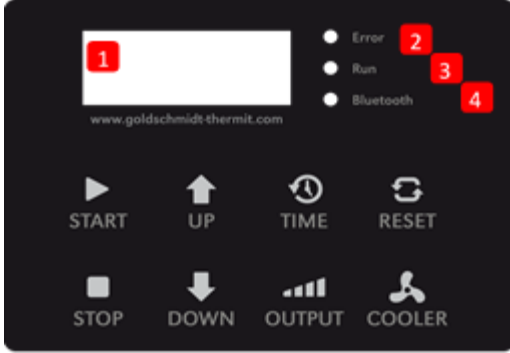 1
Error 2
Run 3
Bluetooth 4
www.goldschmidt-thermit.com
START UP TIME RESET
STOP DOWN OUTPUT COOLER